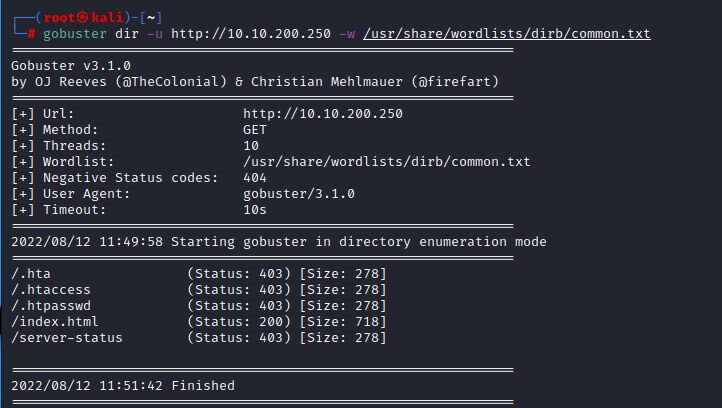 ┌──(root㉿kali)-[~]
└─# gobuster dir -u http://10.10.200.250 -w /usr/share/wordlists/dirb/common.txt
===============================================================
Gobuster v3.1.0
by OJ Reeves (@TheColonial) & Christian Mehlmauer (@firefart)
===============================================================
[+] Url:                     http://10.10.200.250
[+] Method:                  GET
[+] Threads:                 10
[+] Wordlist:                /usr/share/wordlists/dirb/common.txt
[+] Negative Status codes:   404
[+] User Agent:              gobuster/3.1.0
[+] Timeout:                 10s
===============================================================
2022/08/12 11:49:58 Starting gobuster in directory enumeration mode
===============================================================
/.hta                 (Status: 403) [Size: 278]
/.htaccess            (Status: 403) [Size: 278]
/.htpasswd            (Status: 403) [Size: 278]
/index.html           (Status: 200) [Size: 718]
/server-status        (Status: 403) [Size: 278]
===============================================================
2022/08/12 11:51:42 Finished
===============================================================